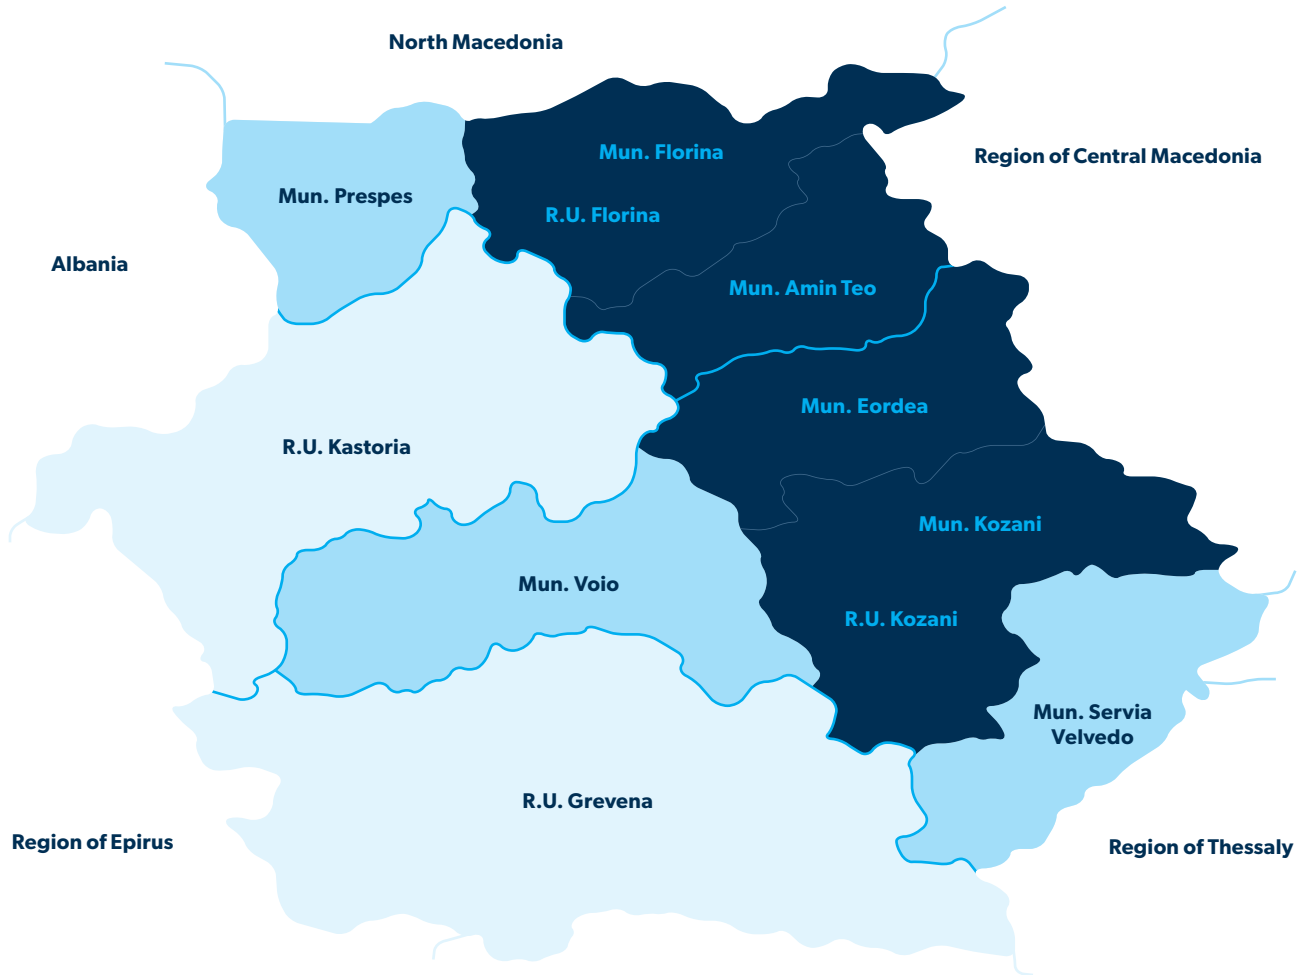 North Macedonia
Mun. Florina
Region of Central Macedonia
Mun. Prespes
R.U. Florina
Albania
Mun. Amin Teo
Mun. Eordea
R.U. Kastoria
Mun. Kozani
Mun. Voio
R.U. Kozani
Mun. Servia
Velvedo
R.U. Grevena
Region of Epirus
Region of Thessaly